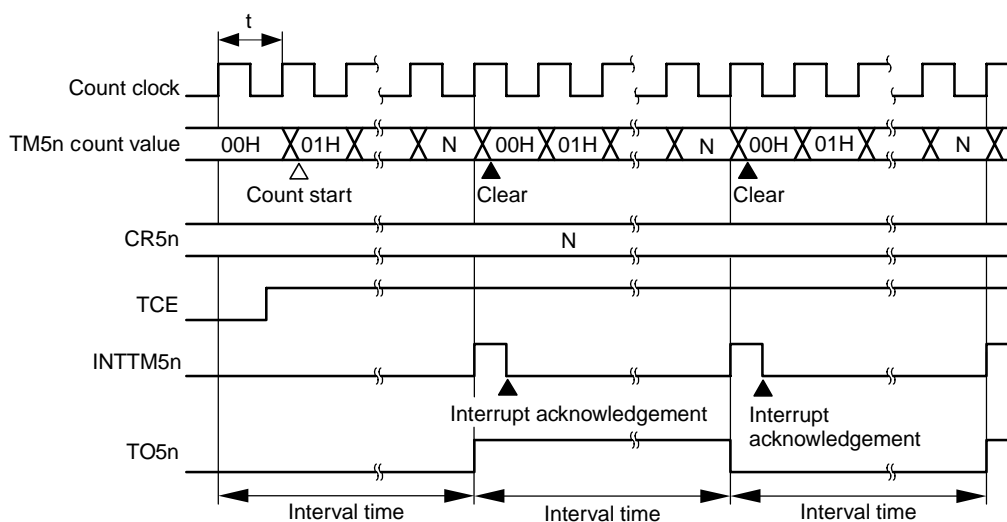 t
Count clock
TM5n count value 00H 01H N 00H 01H N 00H 01H N
Count start Clear Clear
CR5n N
TCE
INTTM5n
Interrupt acknowledgement Interrupt
acknowledgement
TO5n
Interval time Interval time Interval time